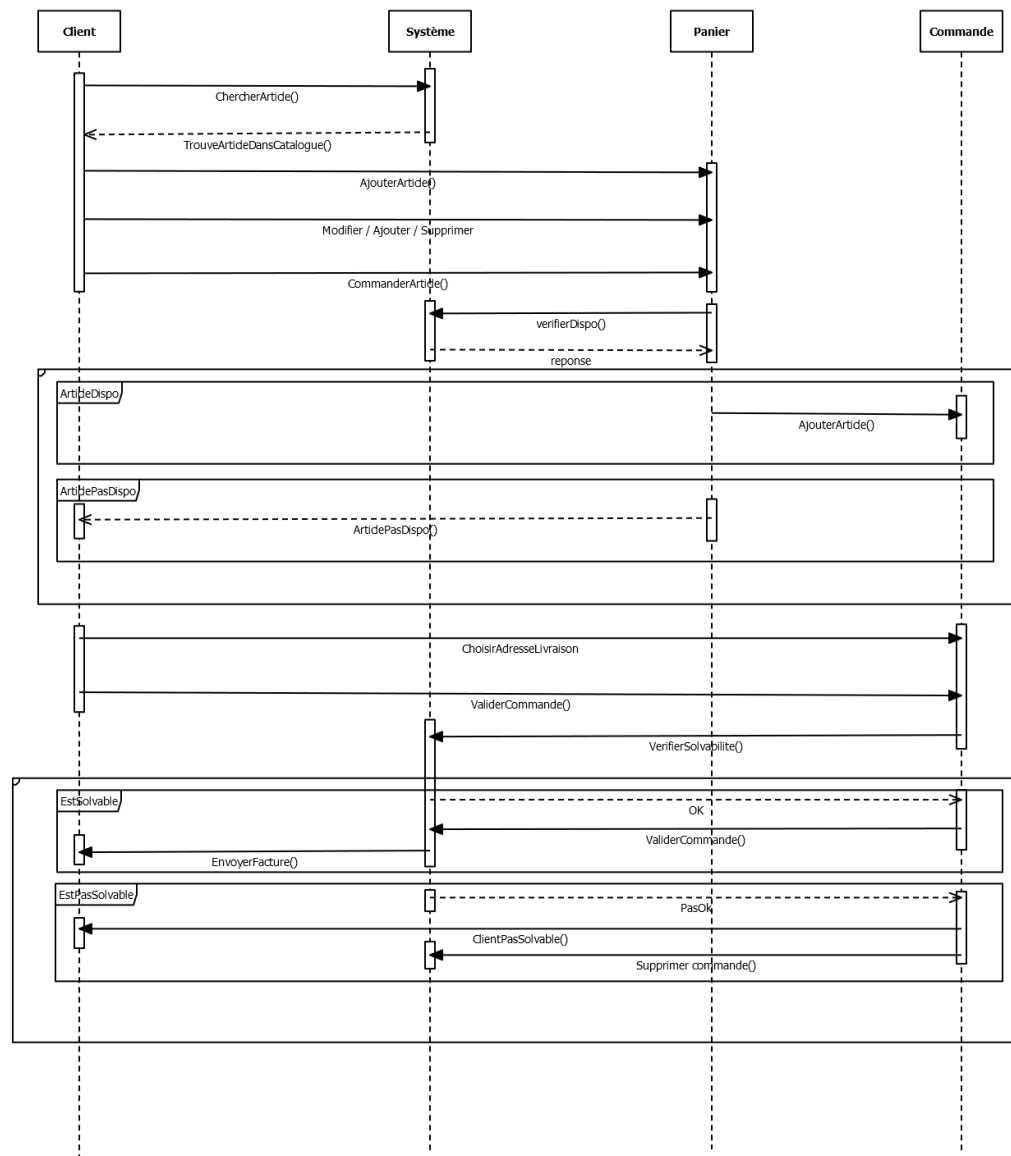 Client
Système
Panier
Commande
ChercherArticle()
TrouveArticleDansCatalogue()
AjouterArticle()
Modifier / Ajouter / Supprimer
CommanderArticle()
verifierDispo()
reponse
ArticleDispo
AjouterArticle()
ArticlePasDispo
ArticlePasDispo()
ChoisirAdresseLivraison
ValiderCommande()
VerifierSolvabilite()
EstSolvable
OK
ValiderCommande()
EnvoyerFacture()
EstPasSolvable
PasOk
ClientPasSolvable()
Supprimer commande()